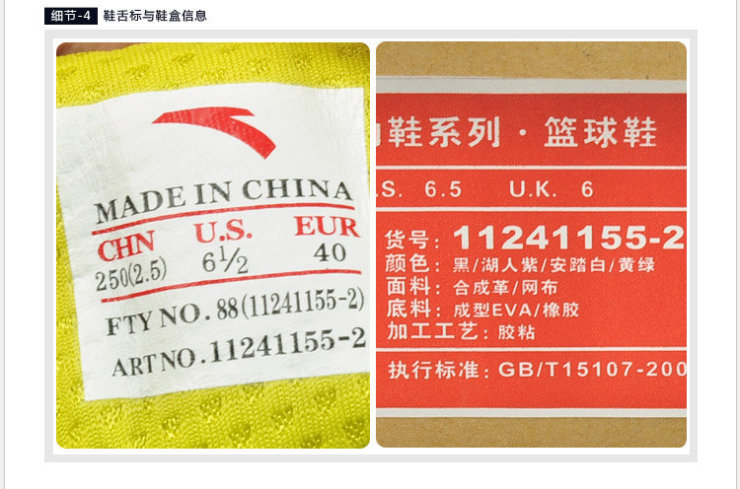 细节-4 鞋舌标与鞋盒信息
MADE IN CHINA
CHN U.S. EUR
250(2.5) 6½ 40
FTY NO. 88(11241155-2)
ART NO. 11241155-2
鞋系列·篮球鞋
.S. 6.5 U.K. 6
货号: 11241155-2
颜色: 黑/湖人紫/安踏白/黄绿
面料: 合成革/网布
底料: 成型EVA/橡胶
加工工艺: 胶粘
执行标准: GB/T15107-200